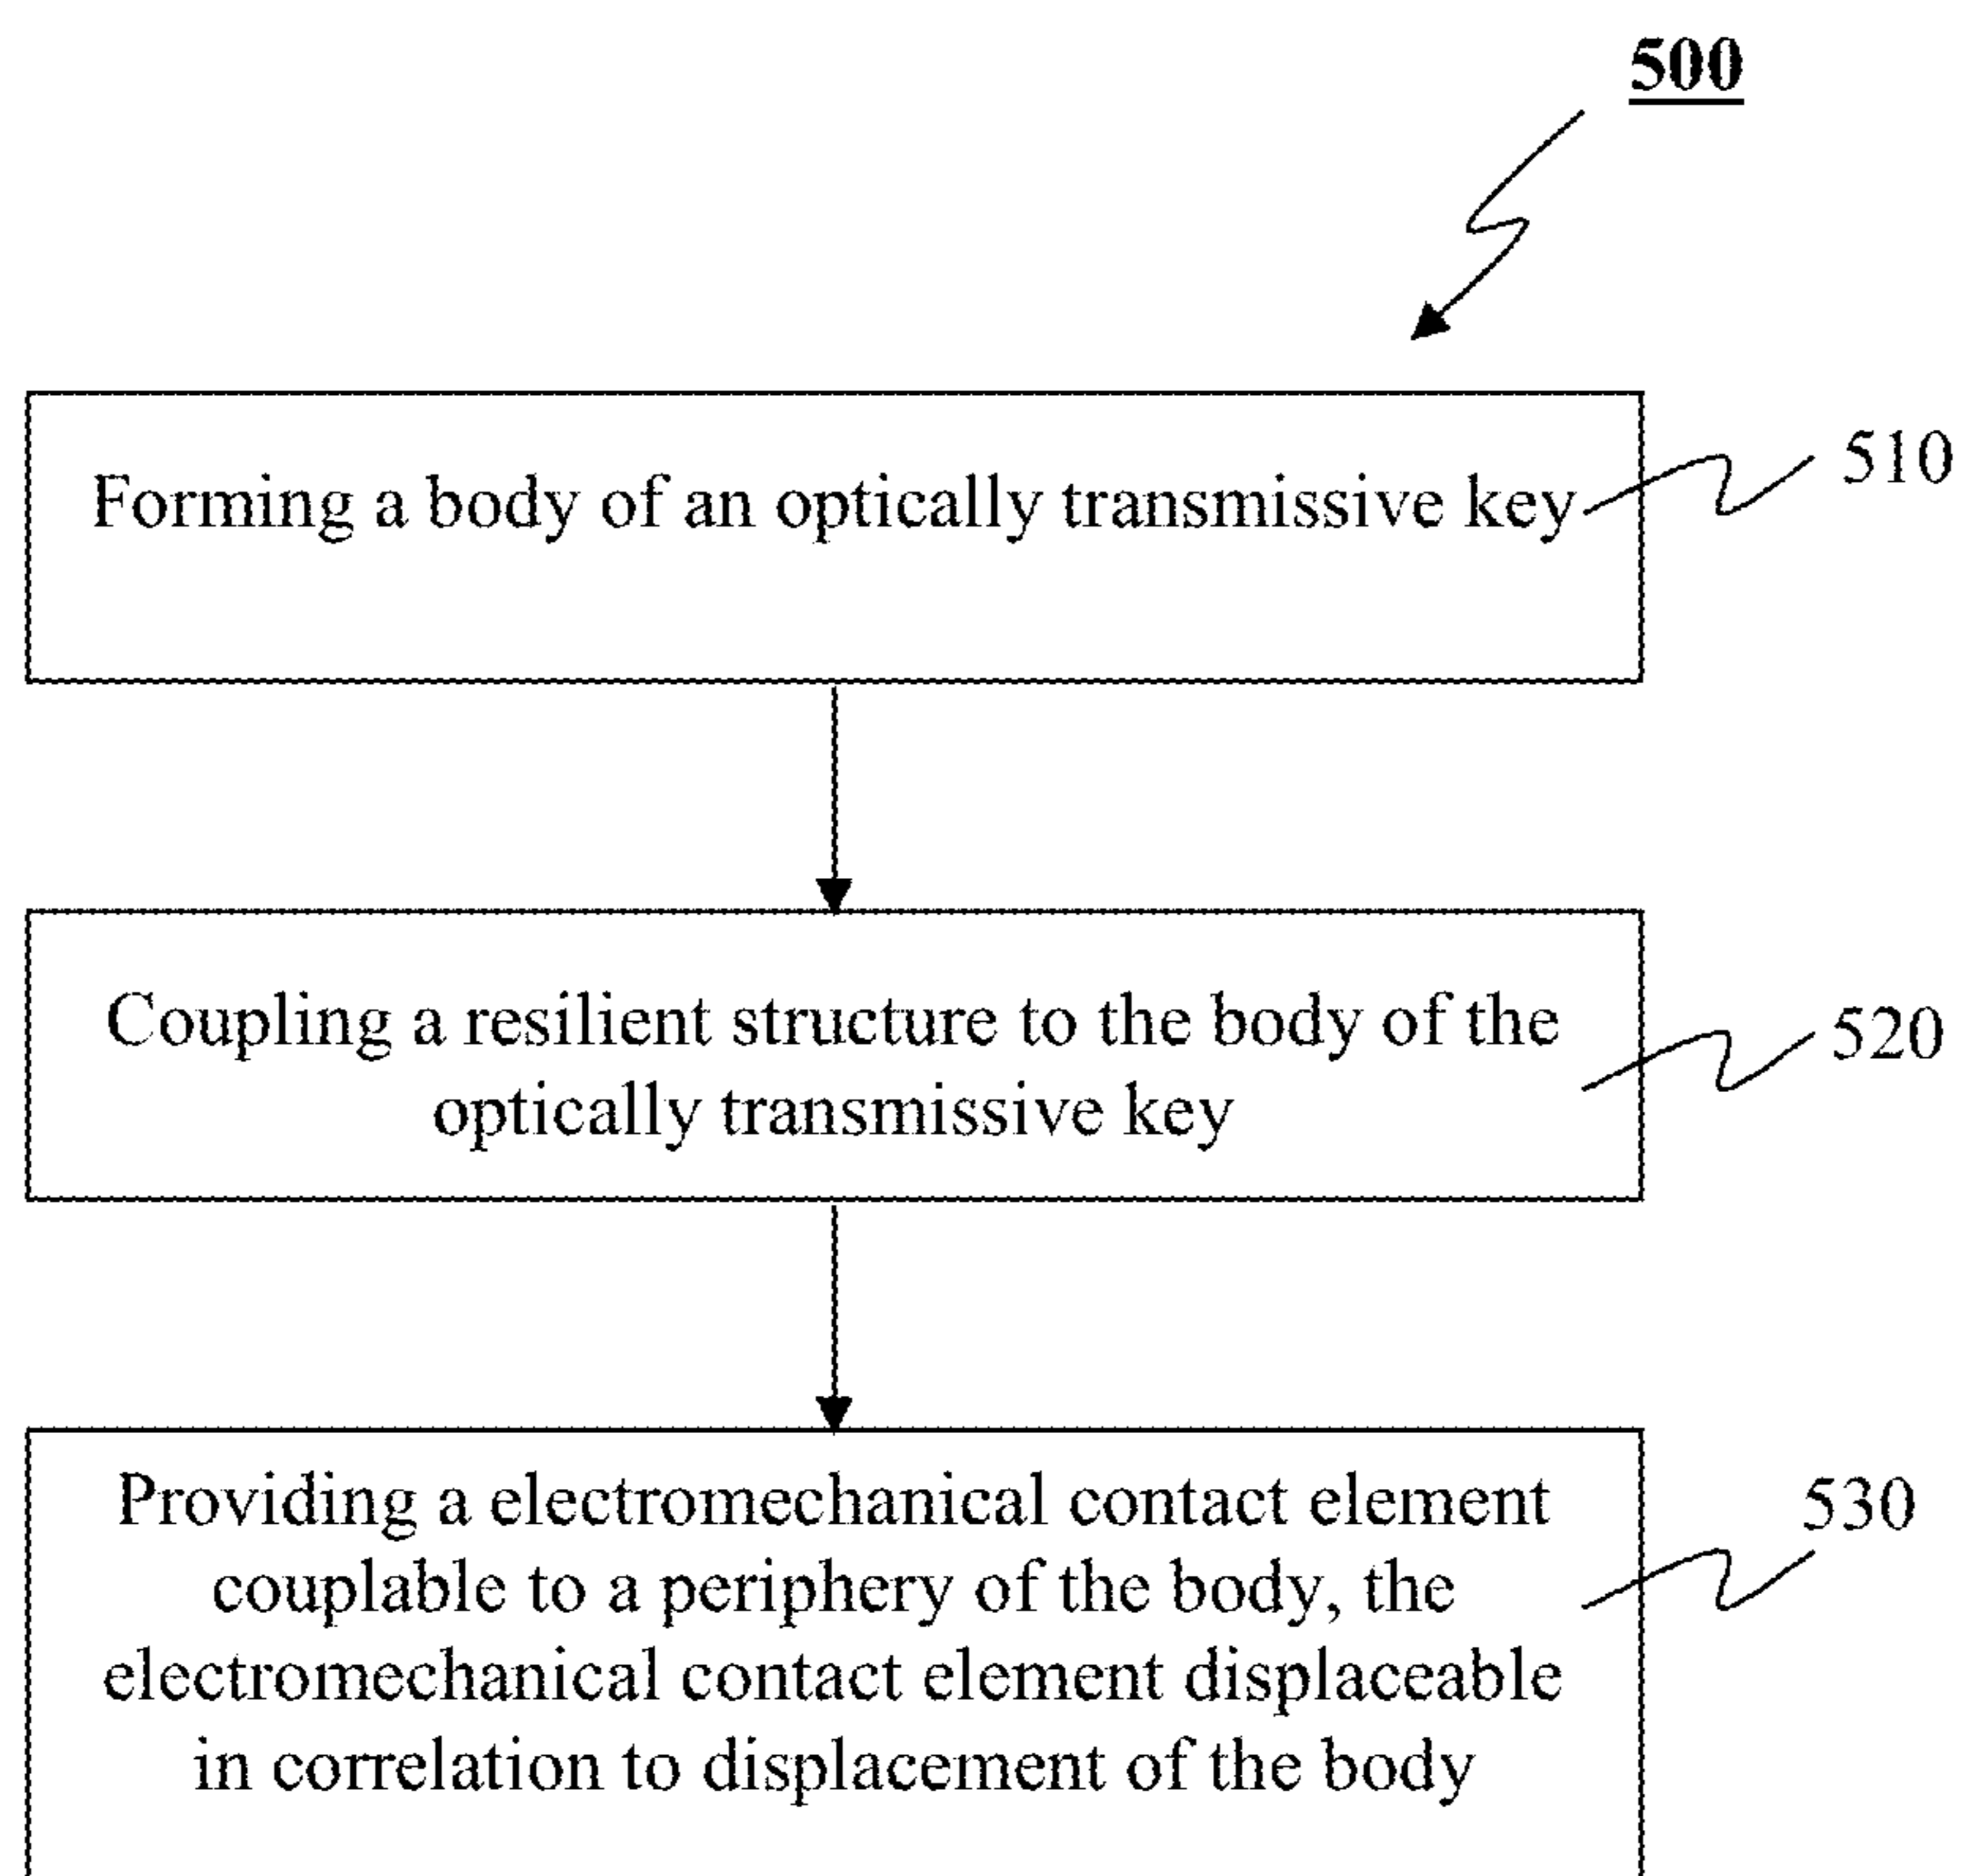 500
Forming a body of an optically transmissive key
510
Coupling a resilient structure to the body of the
optically transmissive key
520
Providing a electromechanical contact element
couplable to a periphery of the body, the
electromechanical contact element displaceable
in correlation to displacement of the body
530